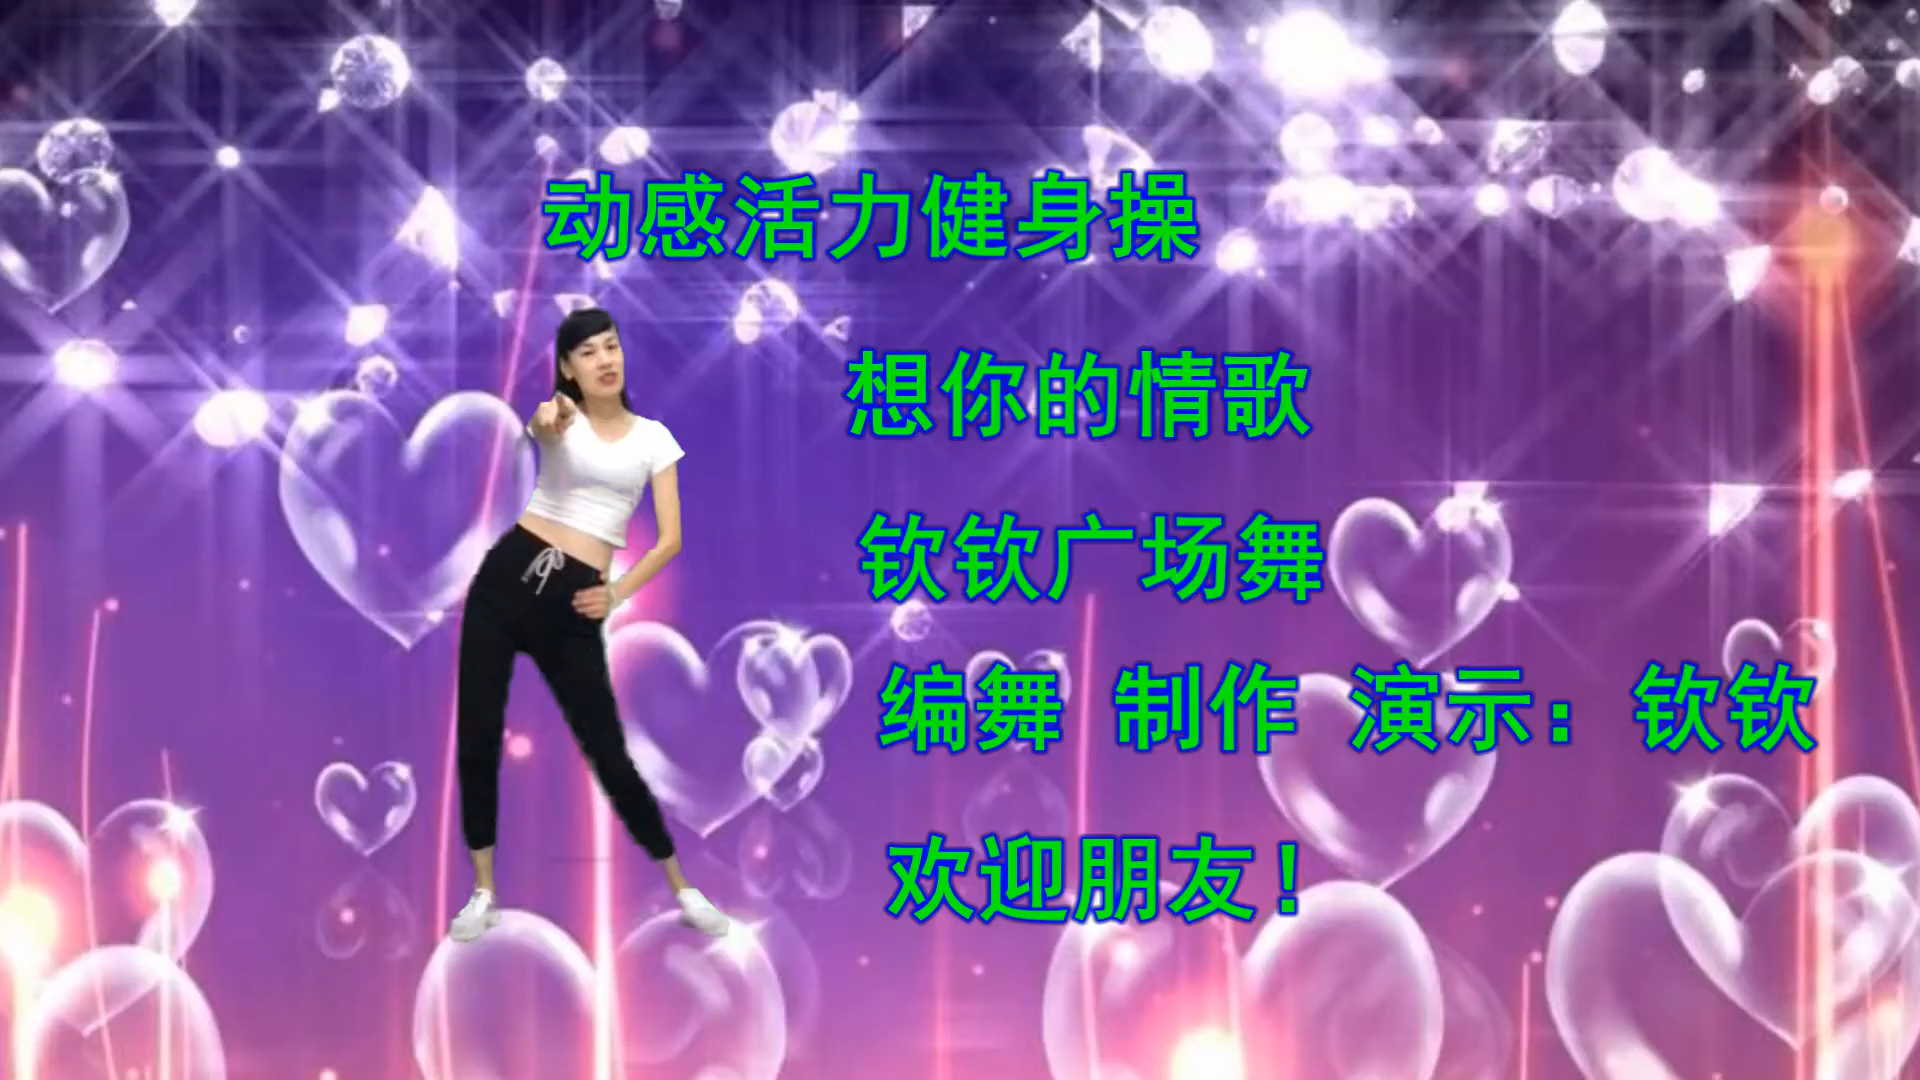 动感活力健身操
想你的情歌
钦钦广场舞
编舞 制作 演示：钦钦
欢迎朋友！